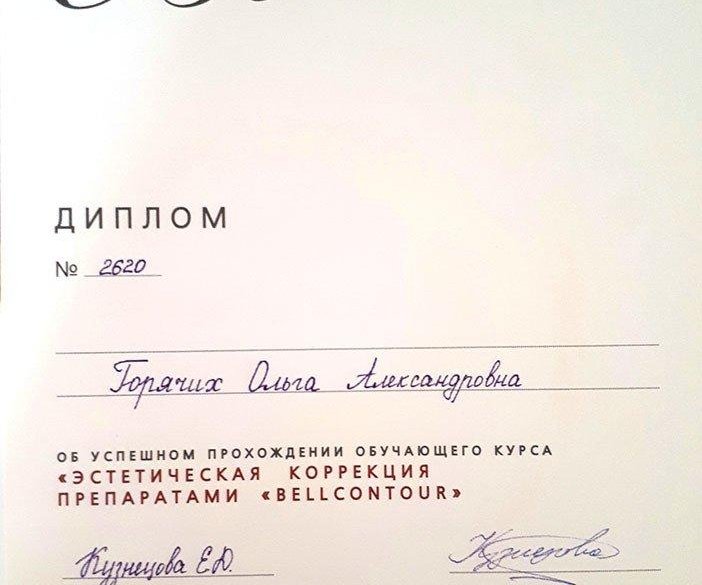 ДИПЛОМ
№ 2620
Горячих Ольга Александровна
ОБ УСПЕШНОМ ПРОХОЖДЕНИИ ОБУЧАЮЩЕГО КУРСА
«ЭСТЕТИЧЕСКАЯ КОРРЕКЦИЯ
ПРЕПАРАТАМИ «BELLCONTOUR»
Кузнецова Е.Д.